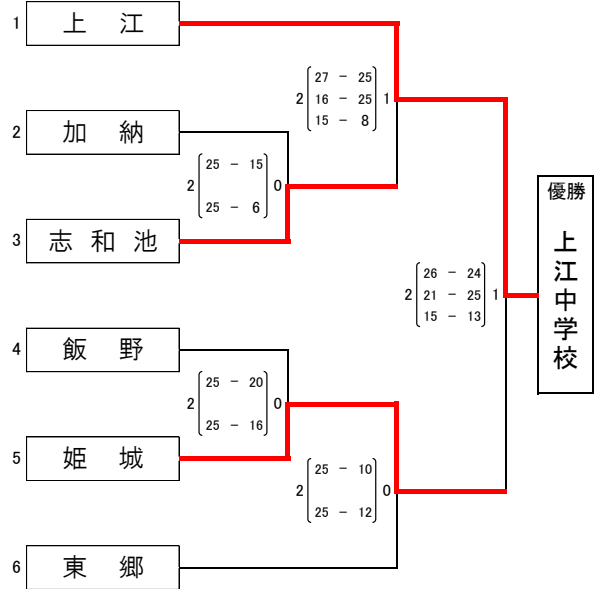 1 上江
27 − 25
2 16 − 25 1
15 − 8
2 加納
25 − 15
2 0
25 − 6
3 志和池
優勝
上江中学校
26 − 24
2 21 − 25 1
15 − 13
4 飯野
25 − 20
2 0
25 − 16
5 姫城
25 − 10
2 0
25 − 12
6 東郷